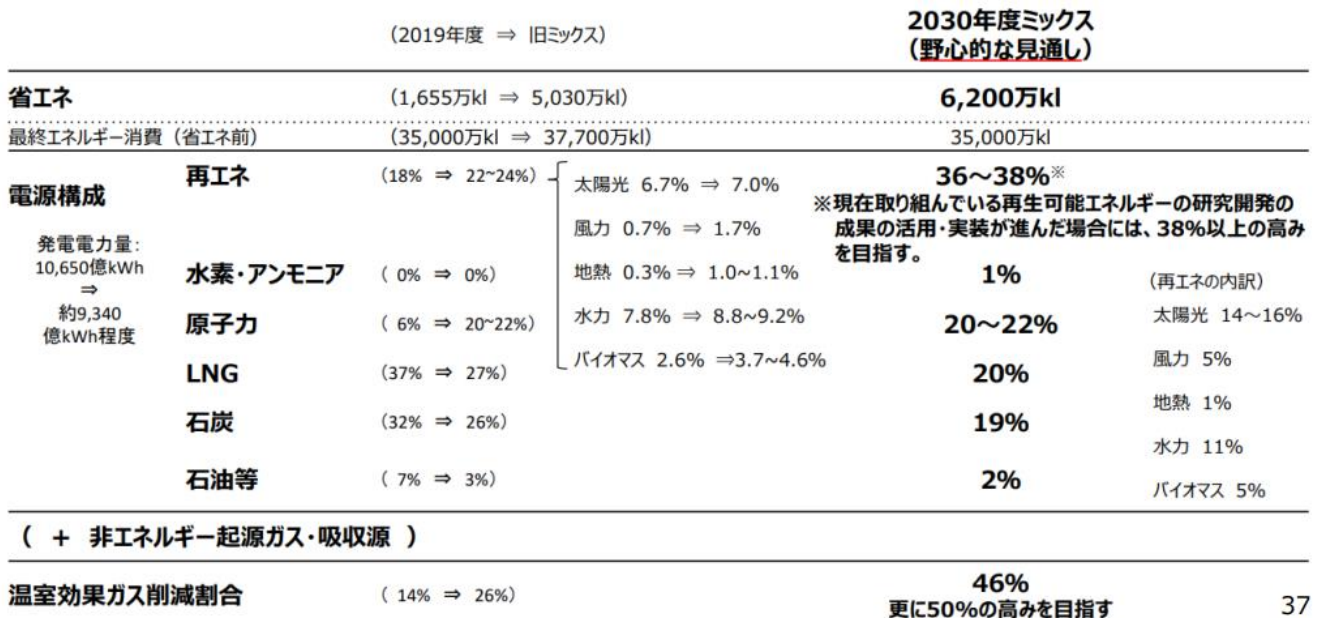 (2019年度 ⇒ 旧ミックス)
2030年度ミックス
(野心的な見通し)
省エネ (1,655万kl ⇒ 5,030万kl) 6,200万kl
最終エネルギー消費(省エネ前) (35,000万kl ⇒ 37,700万kl) 35,000万kl
電源構成
発電電力量:
10,650億kWh
⇒
約9,340
億kWh程度
再エネ (18% ⇒ 22~24%)
太陽光 6.7% ⇒ 7.0%
風力 0.7% ⇒ 1.7%
地熱 0.3%⇒ 1.0~1.1%
水力 7.8% ⇒ 8.8~9.2%
バイオマス 2.6% ⇒3.7~4.6%
36~38%※
※現在取り組んでいる再生可能エネルギーの研究開発の
成果の活用・実装が進んだ場合には、38%以上の高み
を目指す。
水素・アンモニア ( 0% ⇒ 0%) 1%
原子力 ( 6% ⇒ 20~22%) 20~22%
LNG (37% ⇒ 27%) 20%
石炭 (32% ⇒ 26%) 19%
石油等 ( 7% ⇒ 3%) 2%
(再エネの内訳)
太陽光 14~16%
風力 5%
地熱 1%
水力 11%
バイオマス 5%
( + 非エネルギー起源ガス・吸収源 )
温室効果ガス削減割合 ( 14% ⇒ 26%) 46%
更に50%の高みを目指す
37